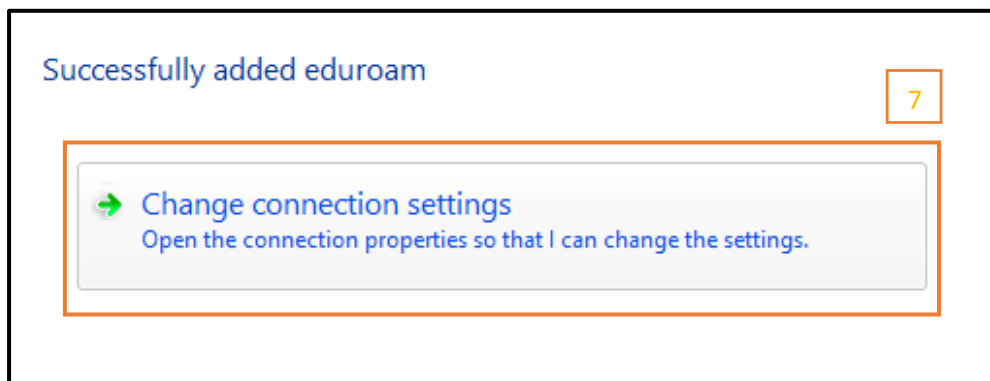 Successfully added eduroam
7
Change connection settings
Open the connection properties so that I can change the settings.